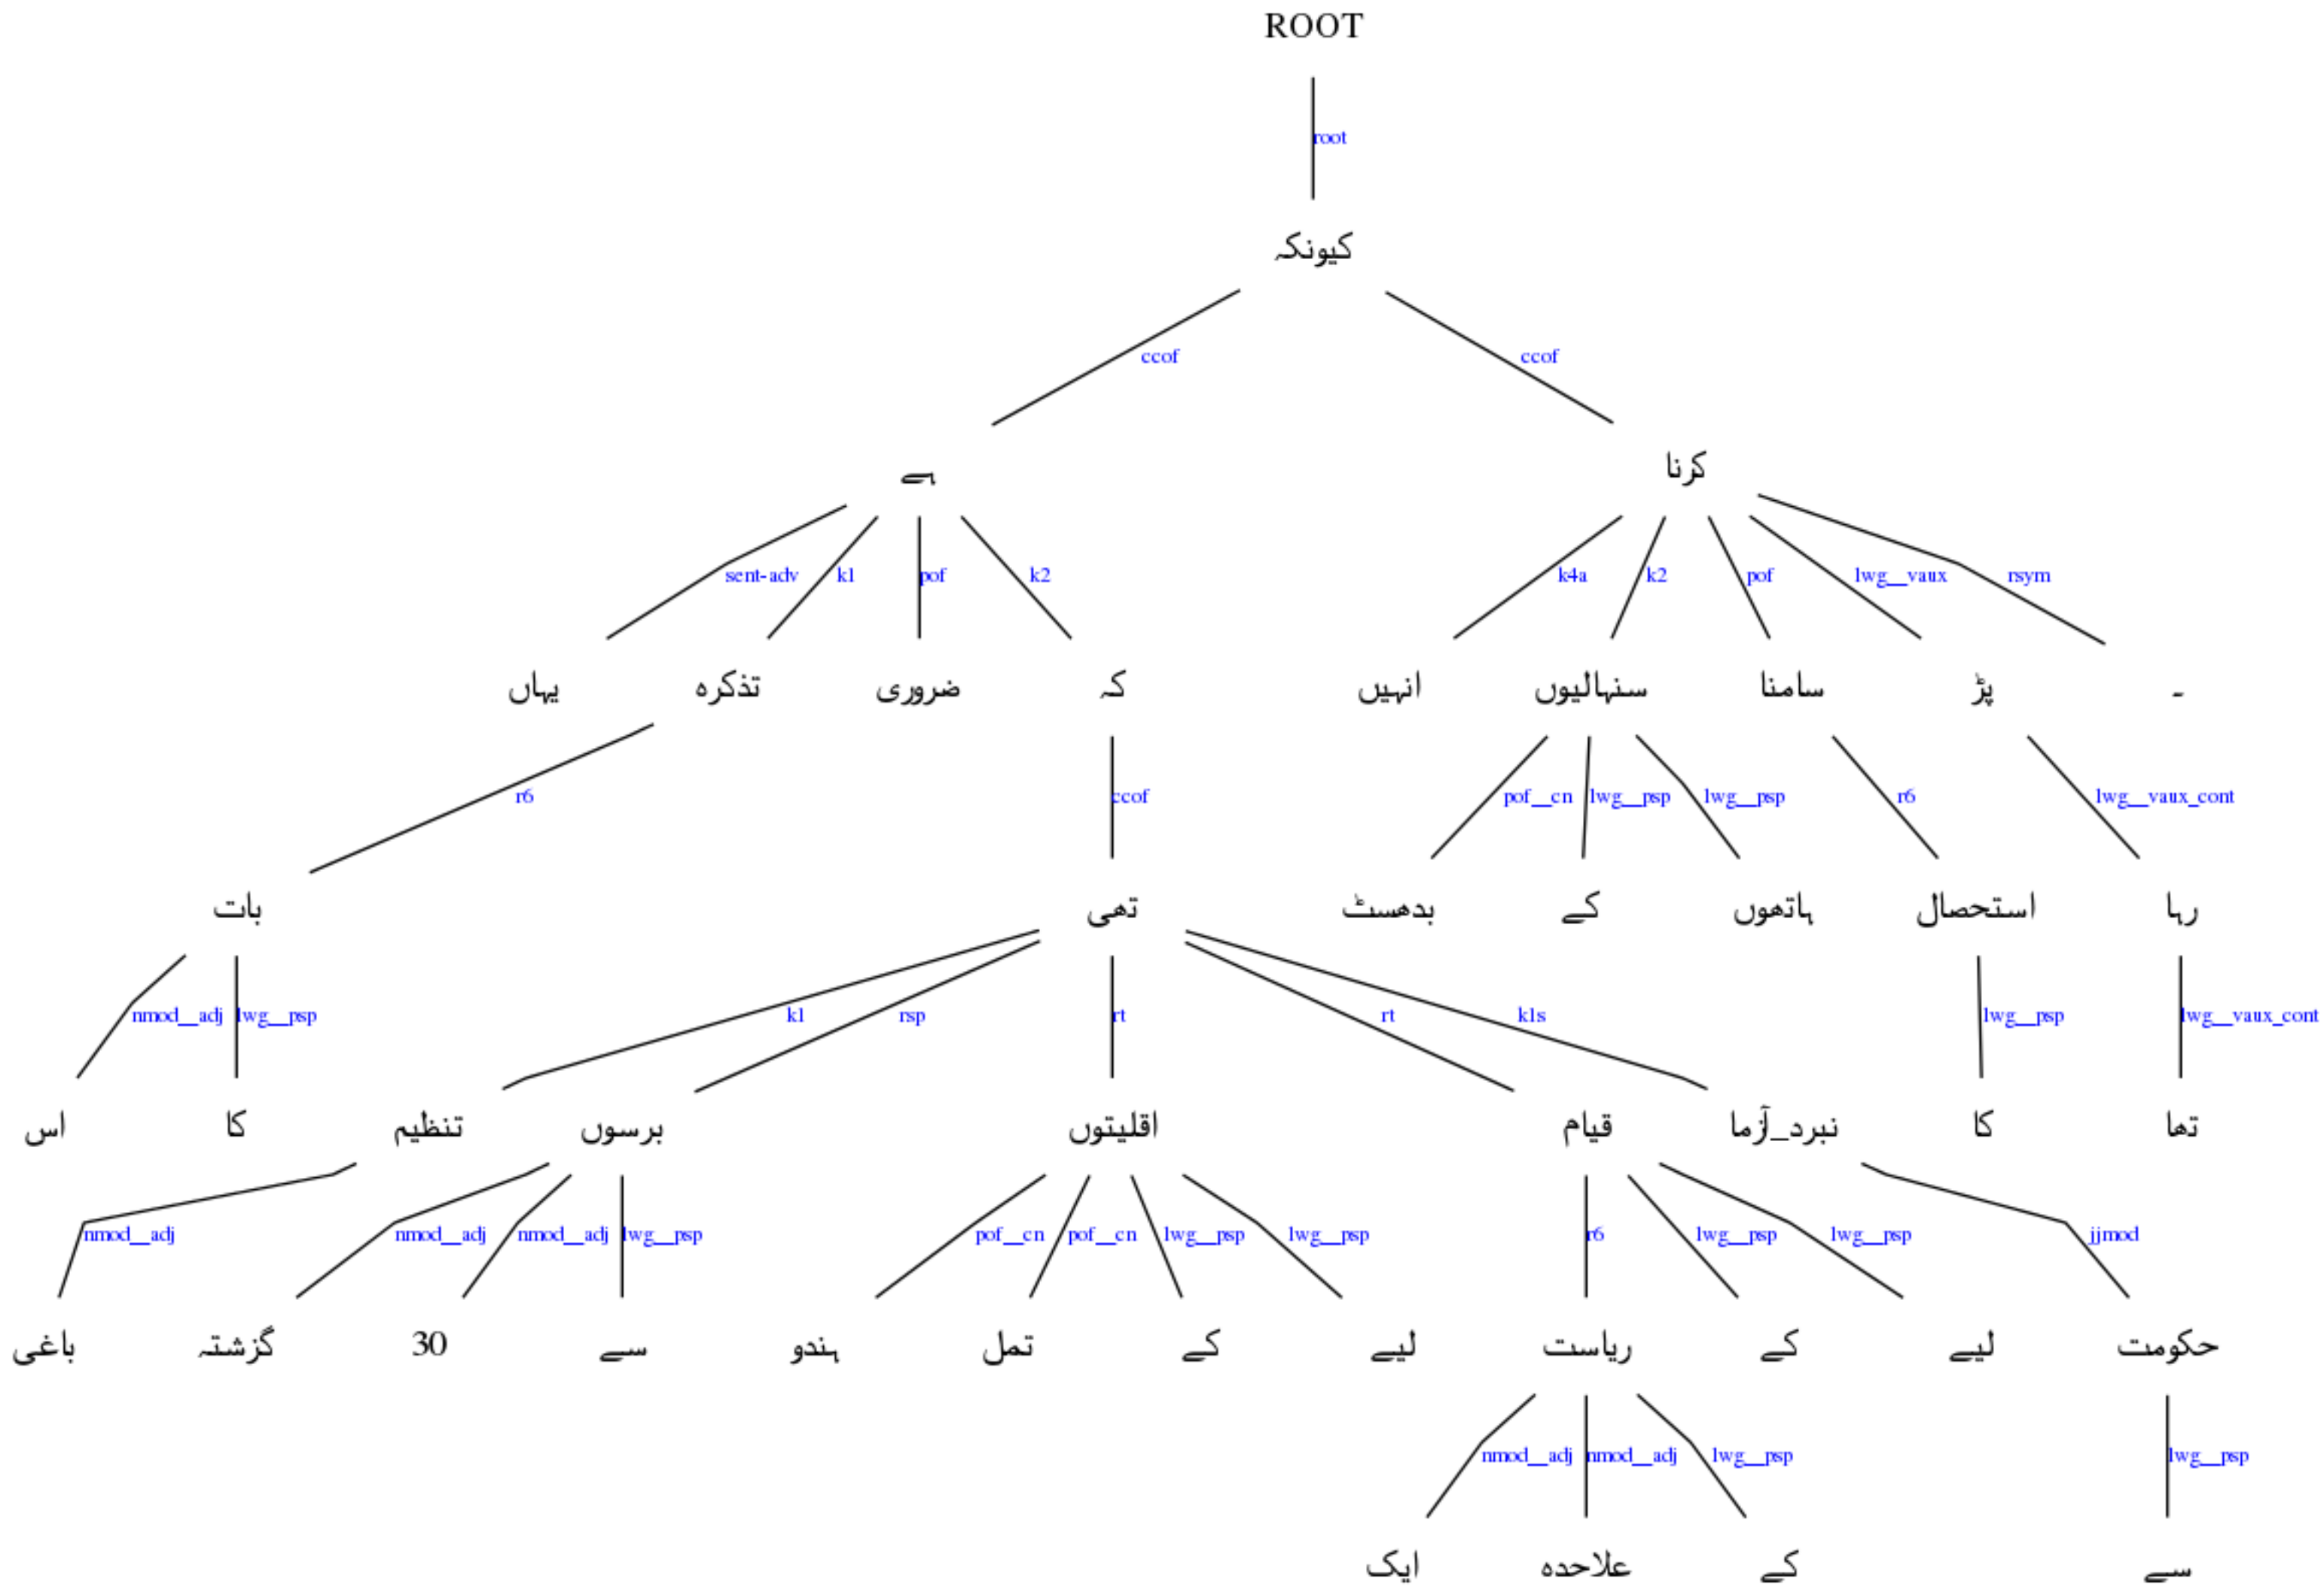 ROOT
root
کیونکہ
ccof ccof
ہے کرنا
sent-adv k1 pof k2 k4a k2 pof lwg__vaux rsym
یہاں تذکرہ ضروری کہ انہیں سنہالیوں سامنا پڑ ۔
r6 ccof pof__cn lwg__psp lwg__psp r6 lwg__vaux_cont
بات تھی بدھسٹ کے ہاتھوں استحصال رہا
nmod__adj lwg__psp k1 rsp rt rt k1s lwg__psp lwg__vaux_cont
اس کا تنظیم برسوں اقلیتوں قیام نبرد_آزما کا تھا
nmod__adj nmod__adj nmod__adj lwg__psp pof__cn pof__cn lwg__psp lwg__psp r6 lwg__psp lwg__psp jjmod
باغی گزشتہ 30 سے ہندو تمل کے لیے ریاست کے لیے حکومت
nmod__adj nmod__adj lwg__psp lwg__psp
ایک علاحدہ کے سے